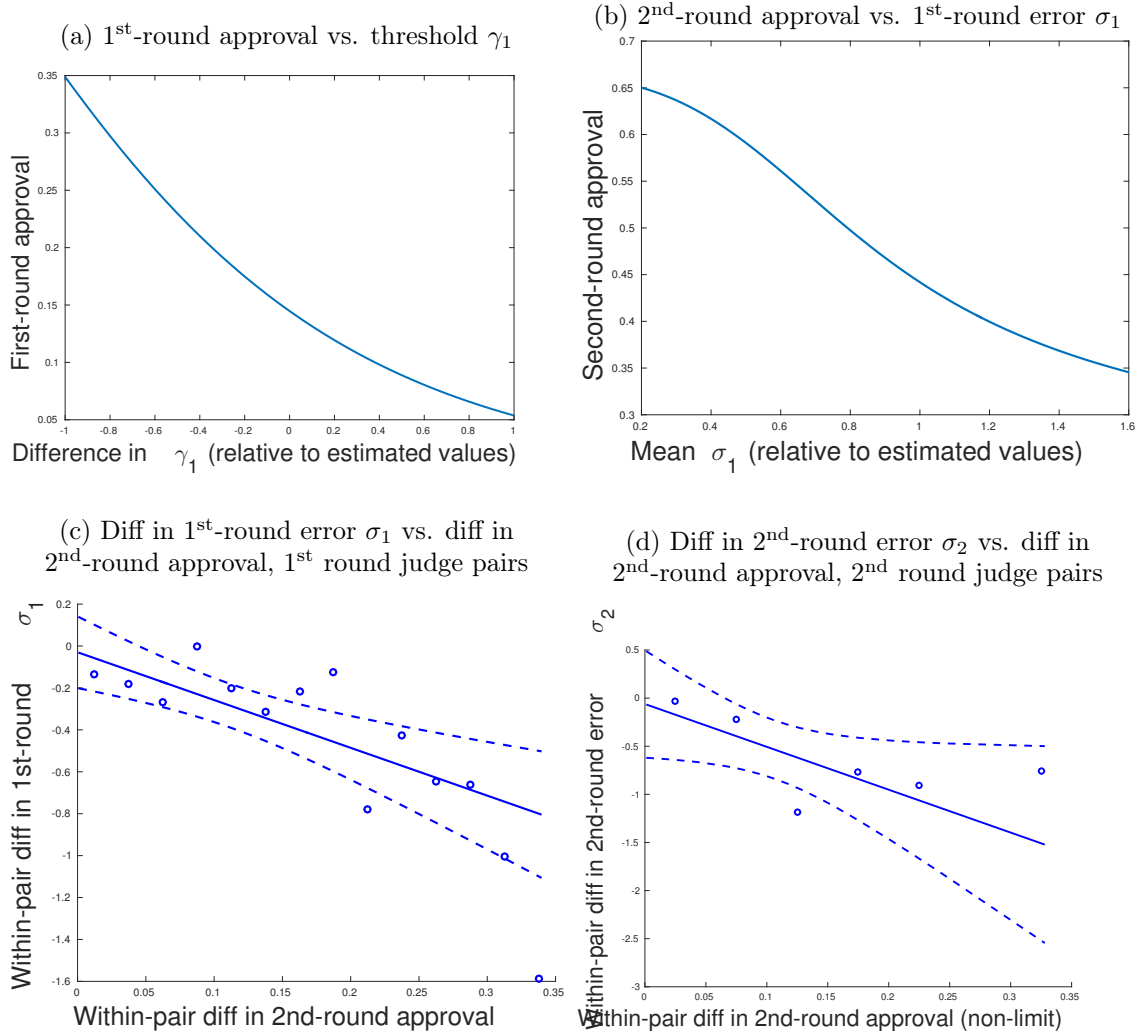 (a) 1st-round approval vs. threshold γ1
(b) 2nd-round approval vs. 1st-round error σ1
First-round approval
0.35
0.3
0.25
0.2
0.15
0.1
0.05
-1 -0.8 -0.6 -0.4 -0.2 0 0.2 0.4 0.6 0.8 1
Difference in γ1 (relative to estimated values)
Second-round approval
0.7
0.65
0.6
0.55
0.5
0.45
0.4
0.35
0.3
0.2 0.4 0.6 0.8 1 1.2 1.4 1.6
Mean σ1 (relative to estimated values)
(c) Diff in 1st-round error σ1 vs. diff in
2nd-round approval, 1st round judge pairs
(d) Diff in 2nd-round error σ2 vs. diff in
2nd-round approval, 2nd round judge pairs
Within-pair diff in 1st-round σ1
0.2
0
-0.2
-0.4
-0.6
-0.8
-1
-1.2
-1.4
-1.6
0 0.05 0.1 0.15 0.2 0.25 0.3 0.35
Within-pair diff in 2nd-round approval
Within-pair diff in 2nd-round error σ2
0.5
0
-0.5
-1
-1.5
-2
-2.5
-3
0 0.05 0.1 0.15 0.2 0.25 0.3 0.35
Within-pair diff in 2nd-round approval (non-limit)